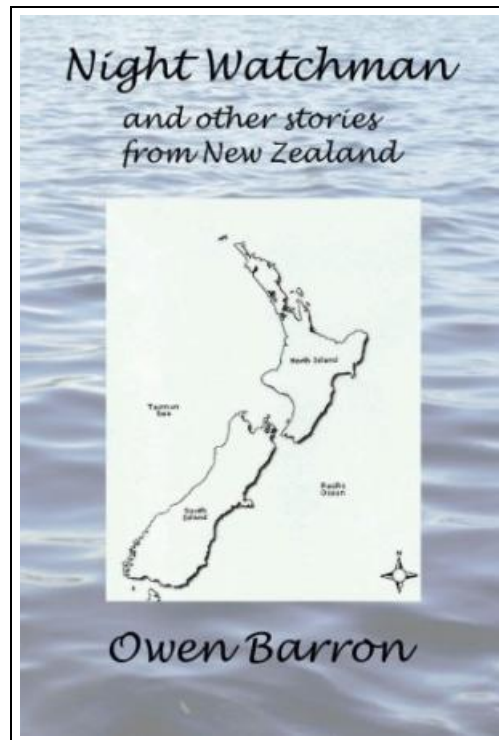 Night Watchman
and other stories
from New Zealand
North Island
Tasman
Sea
Pacific
Ocean
South
Island
N
Owen Barron